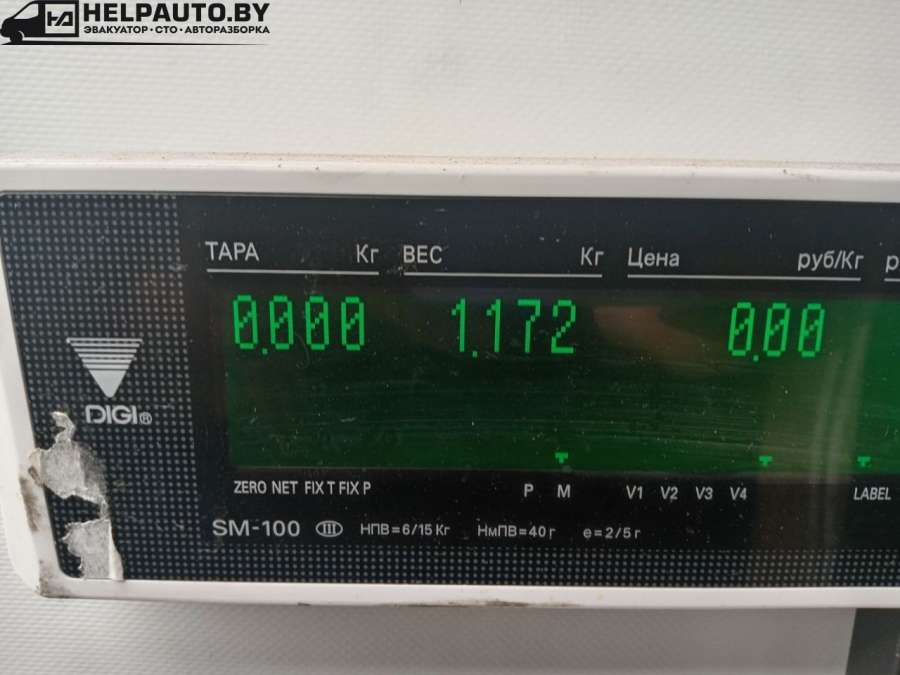 HELPAUTO.BY
ЭВАКУАТОР · СТО · АВТОРАЗБОРКА
ТАРА Кг ВЕС Кг Цена руб/Кг р
0.000 1.172 0.00
DIGI®
ZERO NET FIX T FIX P P M V1 V2 V3 V4 LABEL
SM-100 III НПВ=6/15 Кг НмПВ=40 г е=2/5 г